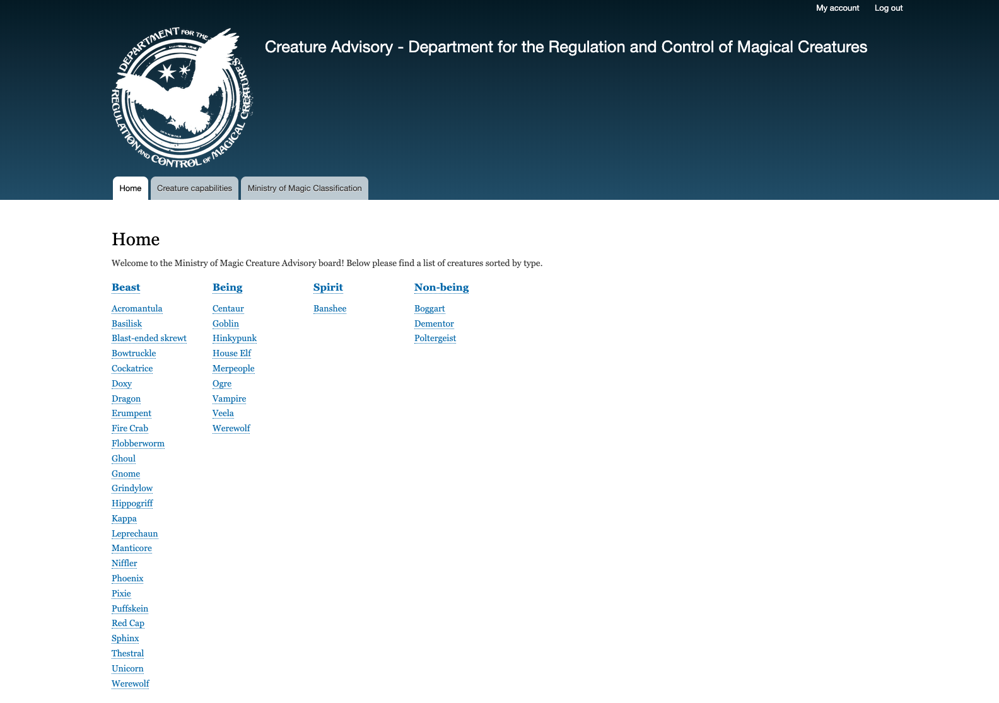 My account Log out
DEPARTMENT FOR THE
REGULATION AND CONTROL OF MAGICAL CREATURES
Creature Advisory - Department for the Regulation and Control of Magical Creatures
Home Creature capabilities Ministry of Magic Classification
Home
Welcome to the Ministry of Magic Creature Advisory board! Below please find a list of creatures sorted by type.
Beast
Acromantula
Basilisk
Blast-ended skrewt
Bowtruckle
Cockatrice
Doxy
Dragon
Erumpent
Fire Crab
Flobberworm
Ghoul
Gnome
Grindylow
Hippogriff
Kappa
Leprechaun
Manticore
Niffler
Phoenix
Pixie
Puffskein
Red Cap
Sphinx
Thestral
Unicorn
Werewolf
Being
Centaur
Goblin
Hinkypunk
House Elf
Merpeople
Ogre
Vampire
Veela
Werewolf
Spirit
Banshee
Non-being
Boggart
Dementor
Poltergeist